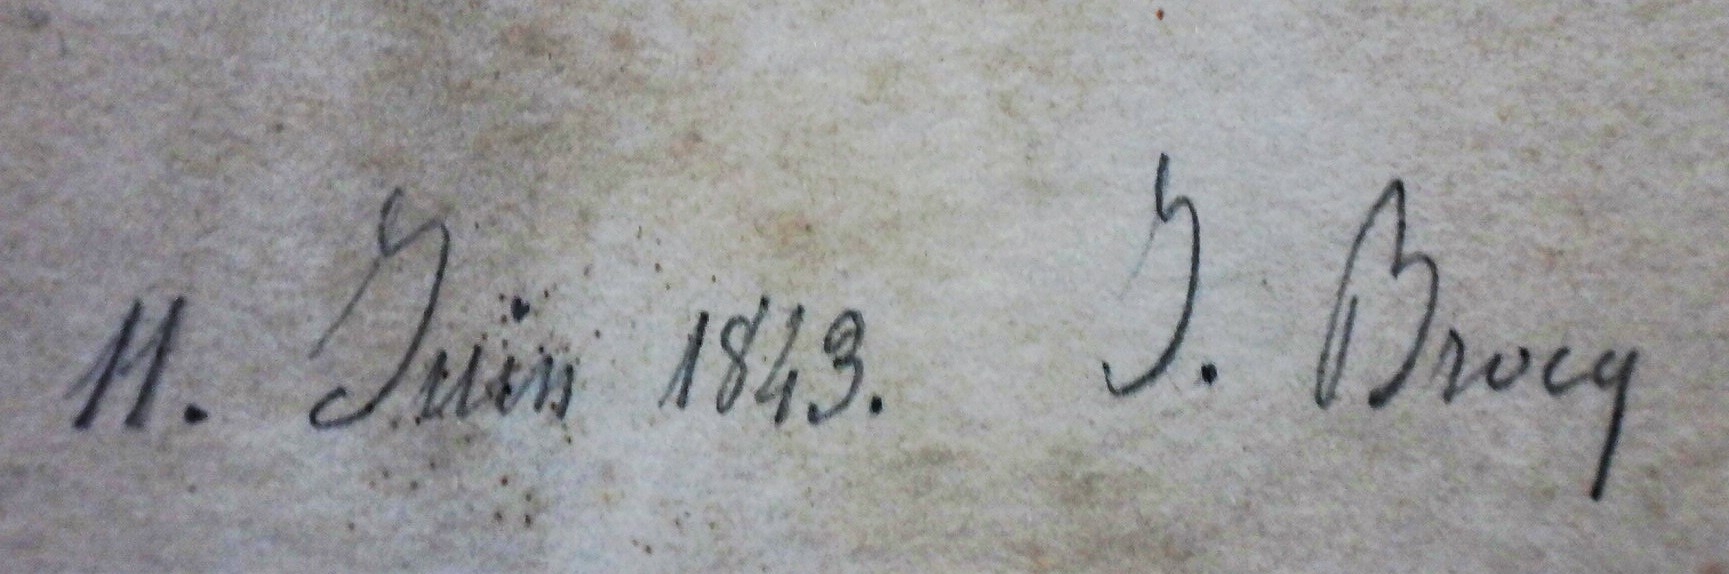 11. Juin 1843. J. Brocq